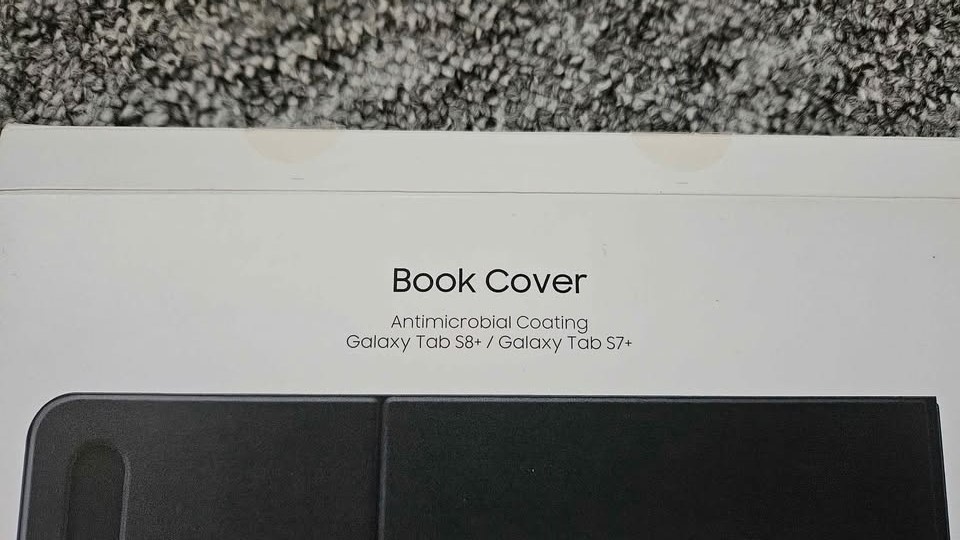 Book Cover
Antimicrobial Coating
Galaxy Tab S8+ / Galaxy Tab S7+